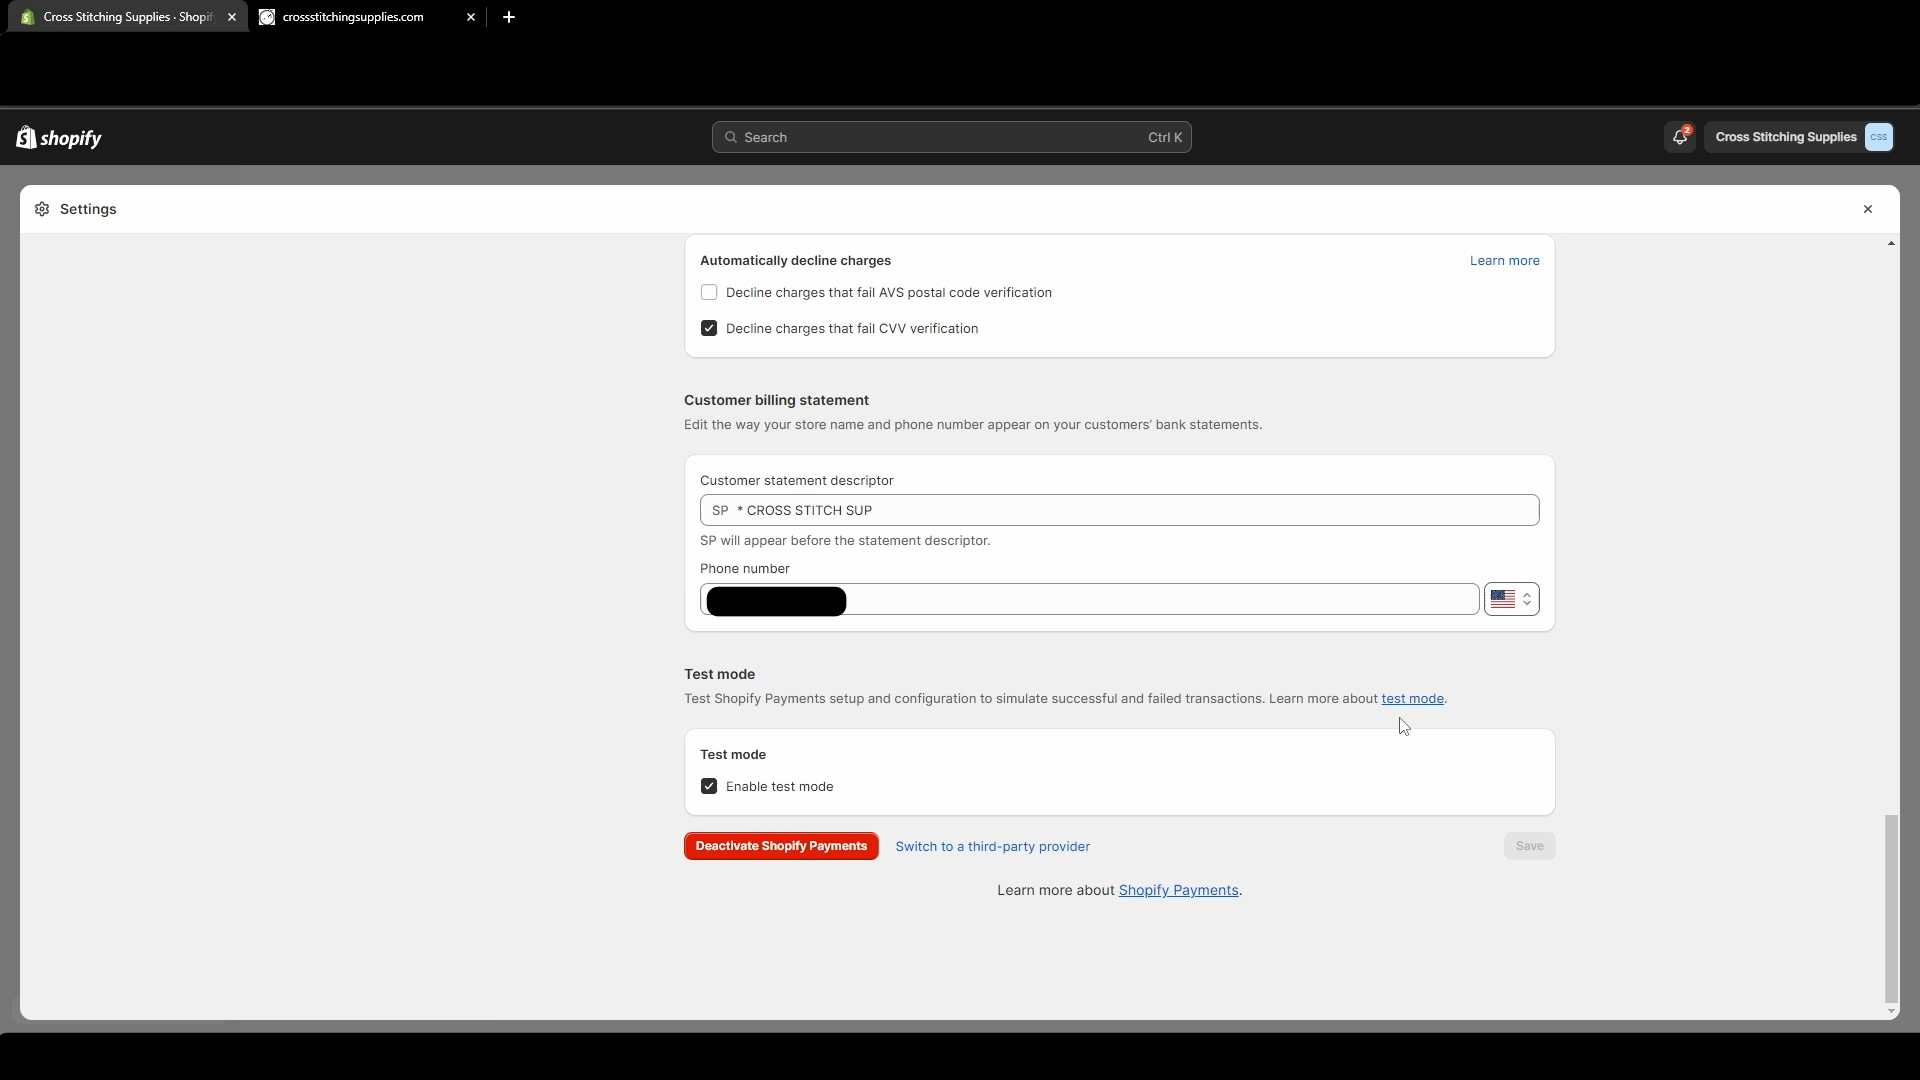 Cross Stitching Supplies · Shopif
crossstitchingsupplies.com
shopify
Search
Ctrl K
2
Cross Stitching Supplies
CSS
Settings
Automatically decline charges
Learn more
Decline charges that fail AVS postal code verification
Decline charges that fail CVV verification
Customer billing statement
Edit the way your store name and phone number appear on your customers' bank statements.
Customer statement descriptor
SP * CROSS STITCH SUP
SP will appear before the statement descriptor.
Phone number
Test mode
Test Shopify Payments setup and configuration to simulate successful and failed transactions. Learn more about test mode.
Test mode
Enable test mode
Deactivate Shopify Payments
Switch to a third-party provider
Save
Learn more about Shopify Payments.